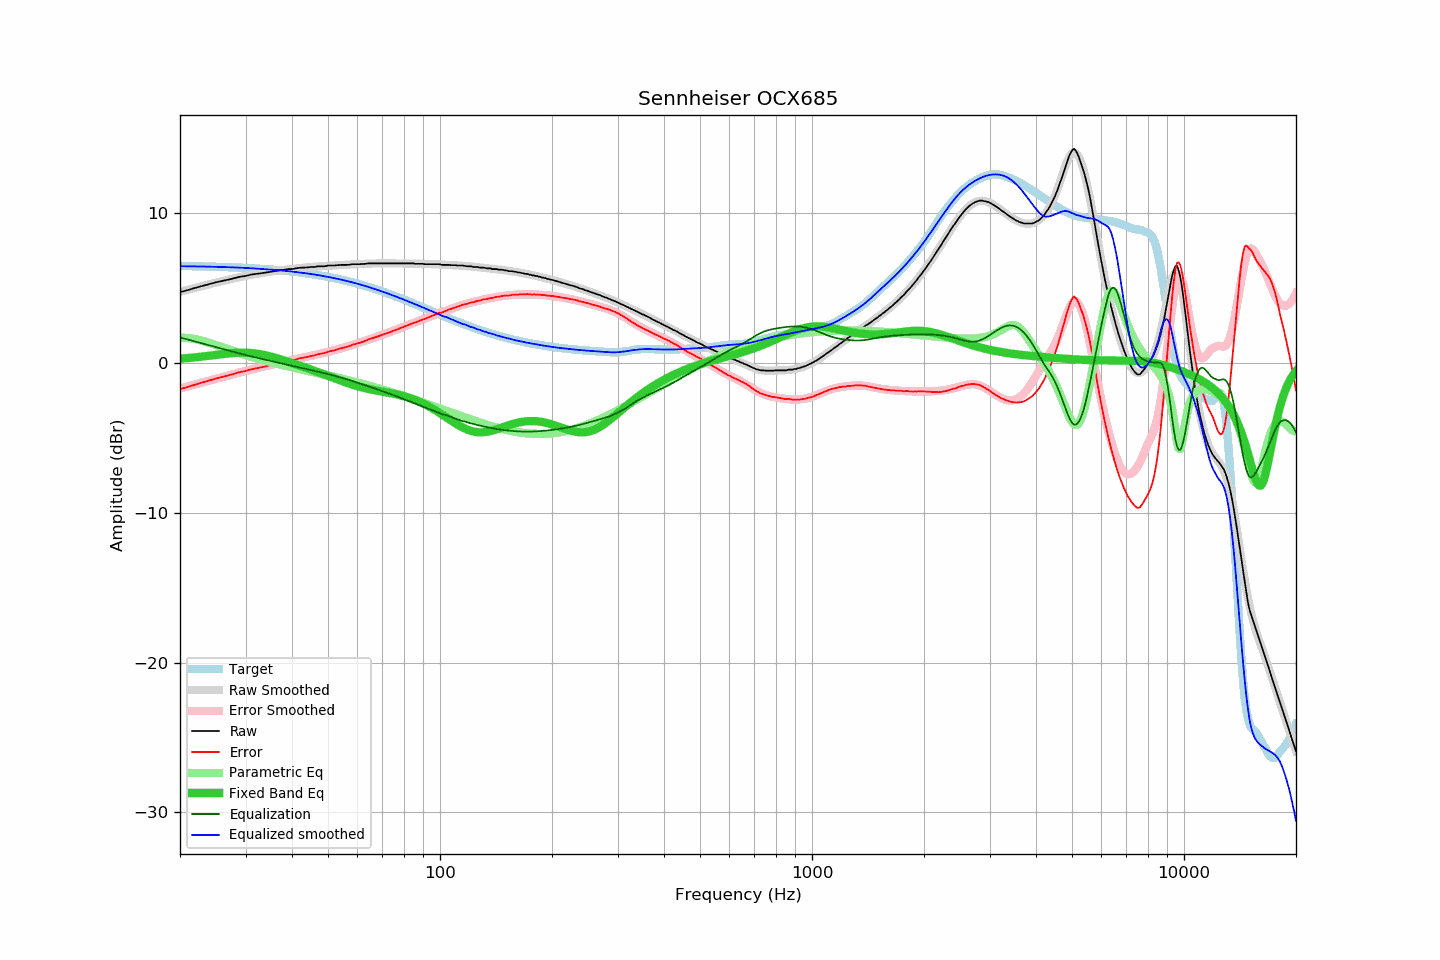 Sennheiser OCX685
10
0
−10
−20
−30
Amplitude (dBr)
Target
Raw Smoothed
Error Smoothed
Raw
Error
Parametric Eq
Fixed Band Eq
Equalization
Equalized smoothed
100
1000
10000
Frequency (Hz)